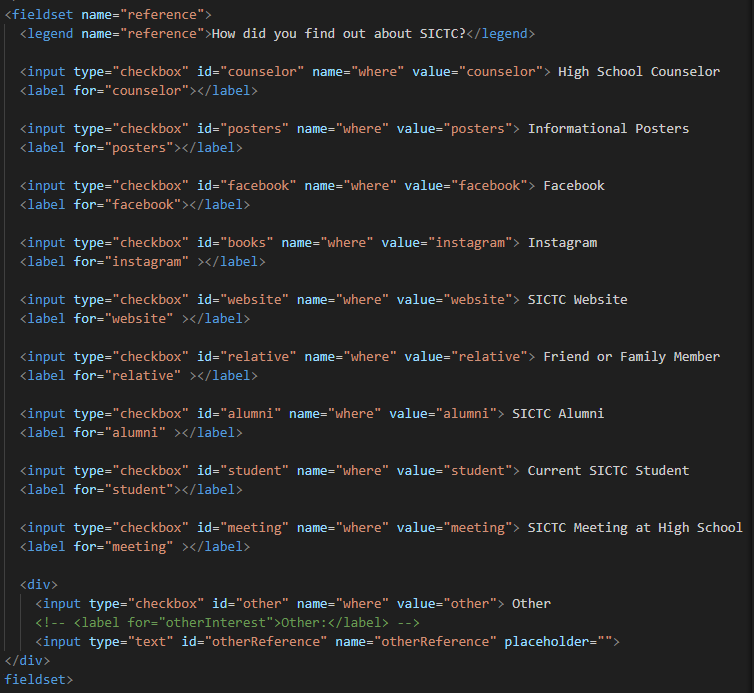 <fieldset name="reference">
<legend name="reference">How did you find out about SICTC?</legend>
<input type="checkbox" id="counselor" name="where" value="counselor"> High School Counselor
<label for="counselor"></label>
<input type="checkbox" id="posters" name="where" value="posters"> Informational Posters
<label for="posters"></label>
<input type="checkbox" id="facebook" name="where" value="facebook"> Facebook
<label for="facebook"></label>
<input type="checkbox" id="books" name="where" value="instagram"> Instagram
<label for="instagram" ></label>
<input type="checkbox" id="website" name="where" value="website"> SICTC Website
<label for="website" ></label>
<input type="checkbox" id="relative" name="where" value="relative"> Friend or Family Member
<label for="relative" ></label>
<input type="checkbox" id="alumni" name="where" value="alumni"> SICTC Alumni
<label for="alumni" ></label>
<input type="checkbox" id="student" name="where" value="student"> Current SICTC Student
<label for="student"></label>
<input type="checkbox" id="meeting" name="where" value="meeting"> SICTC Meeting at High School
<label for="meeting" ></label>
<div>
<input type="checkbox" id="other" name="where" value="other"> Other
<!-- <label for="otherInterest">Other:</label> -->
<input type="text" id="otherReference" name="otherReference" placeholder="">
</div>
fieldset>